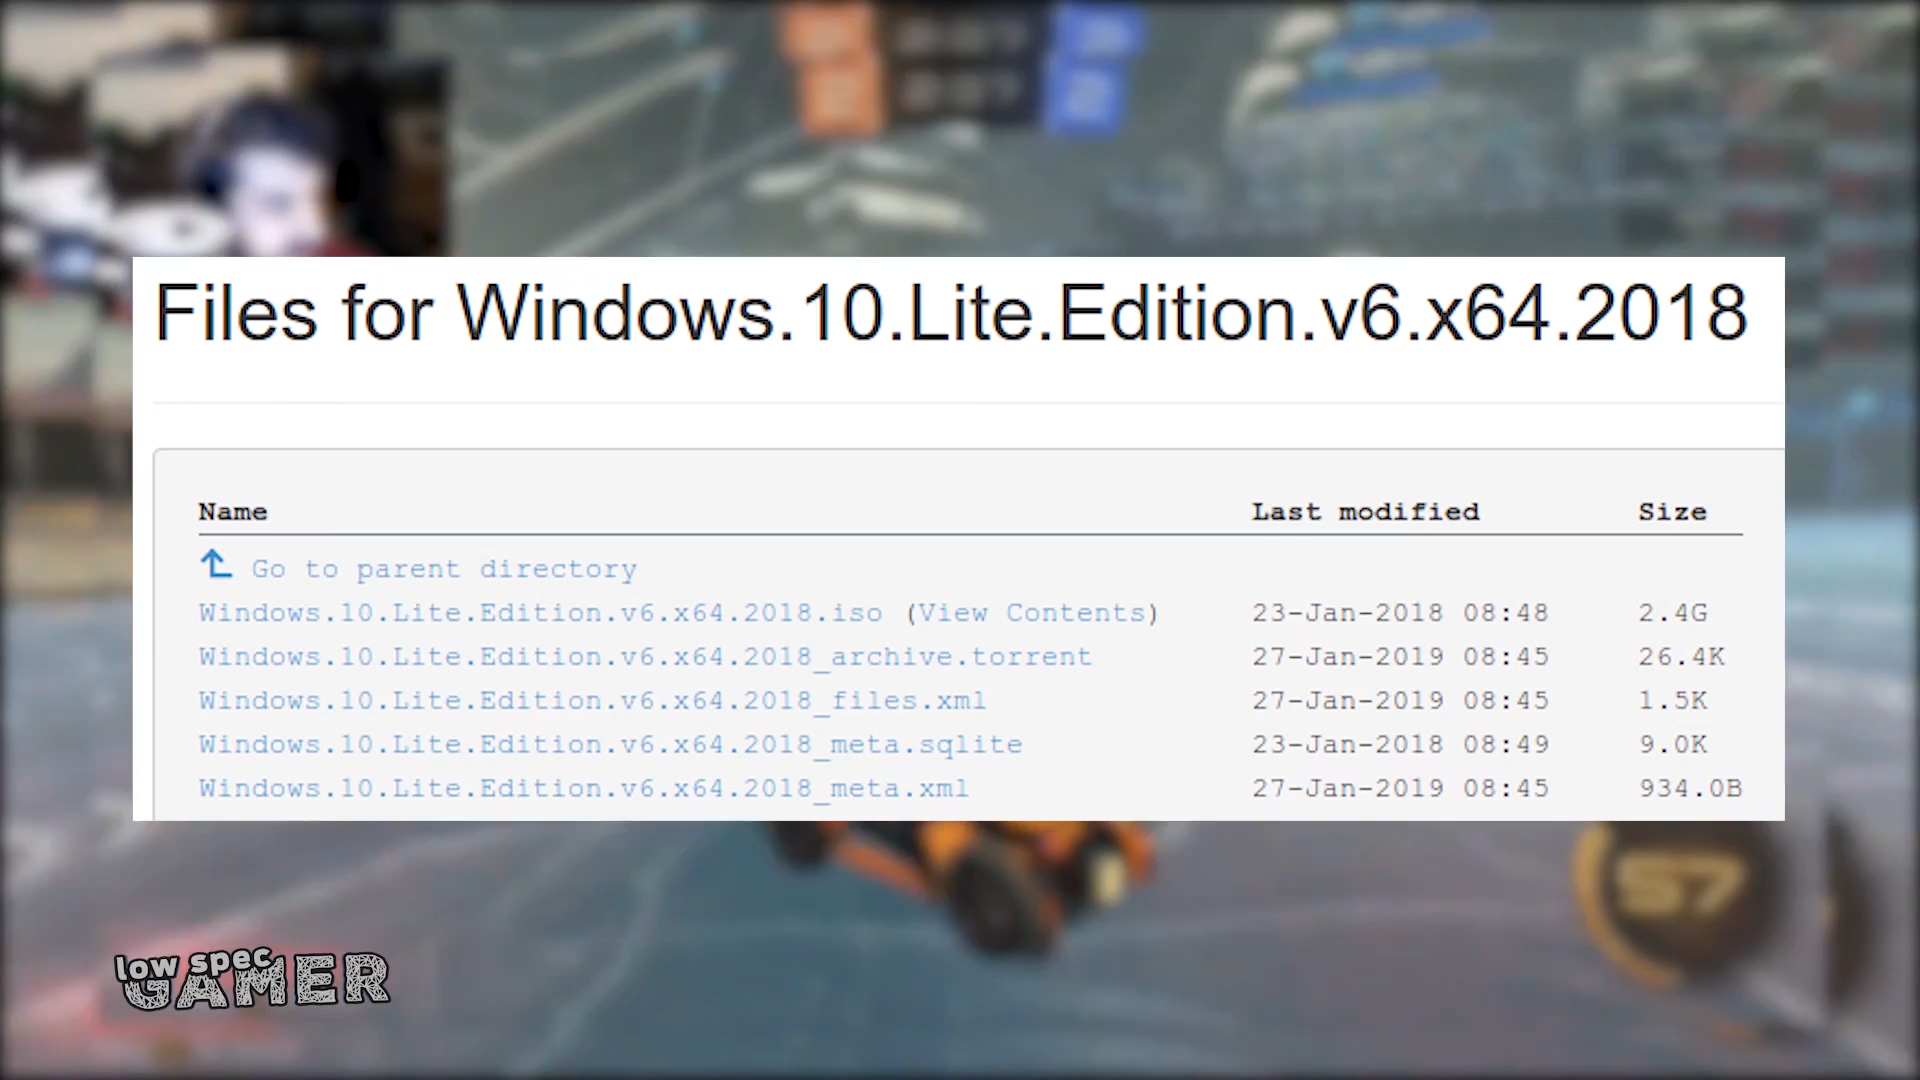 Files for Windows.10.Lite.Edition.v6.x64.2018
Name Last modified Size
Go to parent directory
Windows.10.Lite.Edition.v6.x64.2018.iso (View Contents) 23-Jan-2018 08:48 2.4G
Windows.10.Lite.Edition.v6.x64.2018_archive.torrent 27-Jan-2019 08:45 26.4K
Windows.10.Lite.Edition.v6.x64.2018_files.xml 27-Jan-2019 08:45 1.5K
Windows.10.Lite.Edition.v6.x64.2018_meta.sqlite 23-Jan-2018 08:49 9.0K
Windows.10.Lite.Edition.v6.x64.2018_meta.xml 27-Jan-2019 08:45 934.0B
57
low spec
GAMER